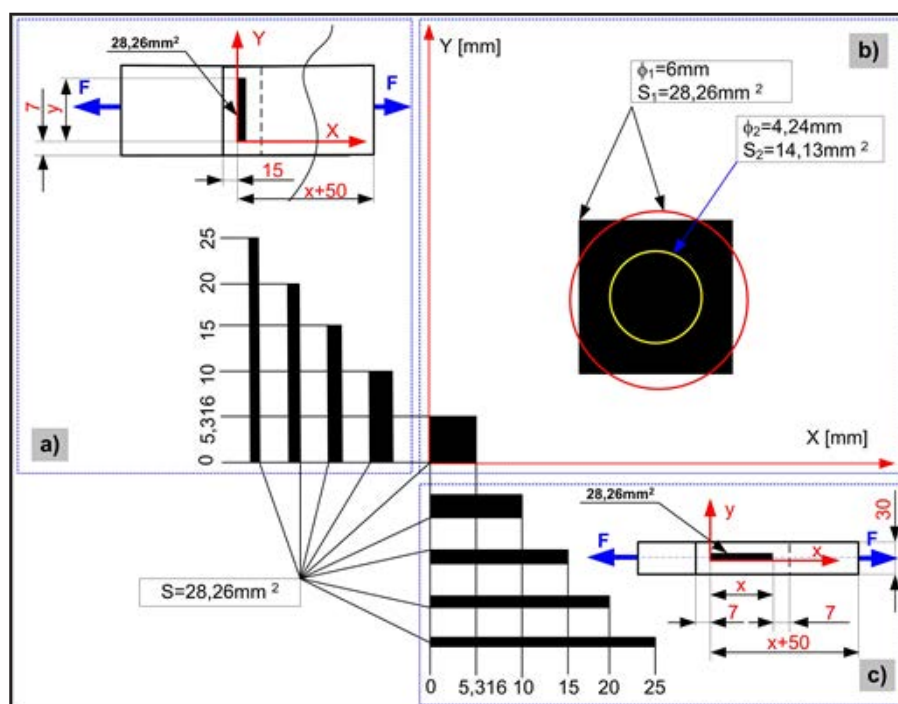 Y
28,26mm²
F
F
7
y
X
15
x+50
a)
25
20
15
10
5,316
0
Y [mm]
b)
ϕ₁=6mm
S₁=28,26mm ²
ϕ₂=4,24mm
S₂=14,13mm ²
X [mm]
S=28,26mm ²
0
5,316
10
15
20
25
28,26mm²
y
30
F
F
x
x
7
7
x+50
c)